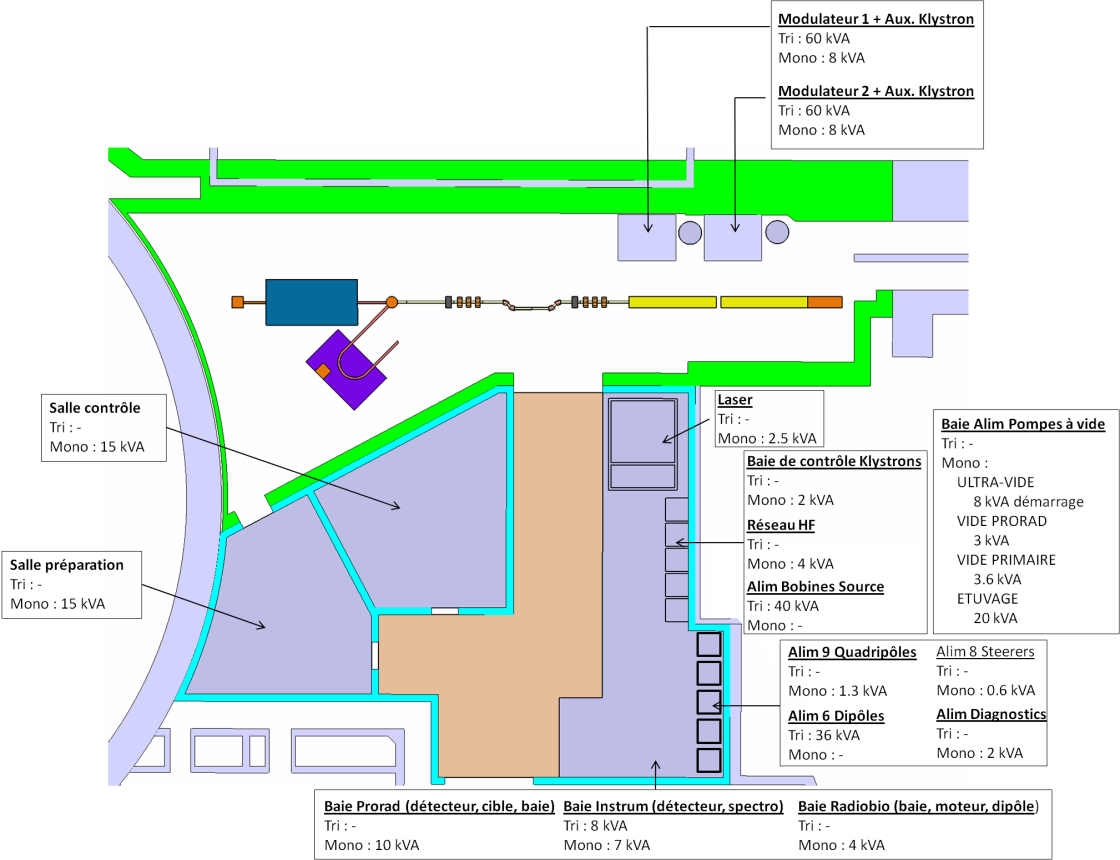 Modulateur 1 + Aux. Klystron
Tri : 60 kVA
Mono : 8 kVA
Modulateur 2 + Aux. Klystron
Tri : 60 kVA
Mono : 8 kVA
Salle contrôle
Tri : -
Mono : 15 kVA
Laser
Tri : -
Mono : 2.5 kVA
Baie de contrôle Klystrons
Tri : -
Mono : 2 kVA
Réseau HF
Tri : -
Mono : 4 kVA
Alim Bobines Source
Tri : 40 kVA
Mono : -
Baie Alim Pompes à vide
Tri : -
Mono :
ULTRA-VIDE
8 kVA démarrage
VIDE PRORAD
3 kVA
VIDE PRIMAIRE
3.6 kVA
ETUVAGE
20 kVA
Salle préparation
Tri : -
Mono : 15 kVA
Alim 9 Quadripôles
Tri : -
Mono : 1.3 kVA
Alim 6 Dipôles
Tri : 36 kVA
Mono : -
Alim 8 Steerers
Tri : -
Mono : 0.6 kVA
Alim Diagnostics
Tri : -
Mono : 2 kVA
Baie Prorad (détecteur, cible, baie)
Tri : -
Mono : 10 kVA
Baie Instrum (détecteur, spectro)
Tri : 8 kVA
Mono : 7 kVA
Baie Radiobio (baie, moteur, dipôle)
Tri : -
Mono : 4 kVA